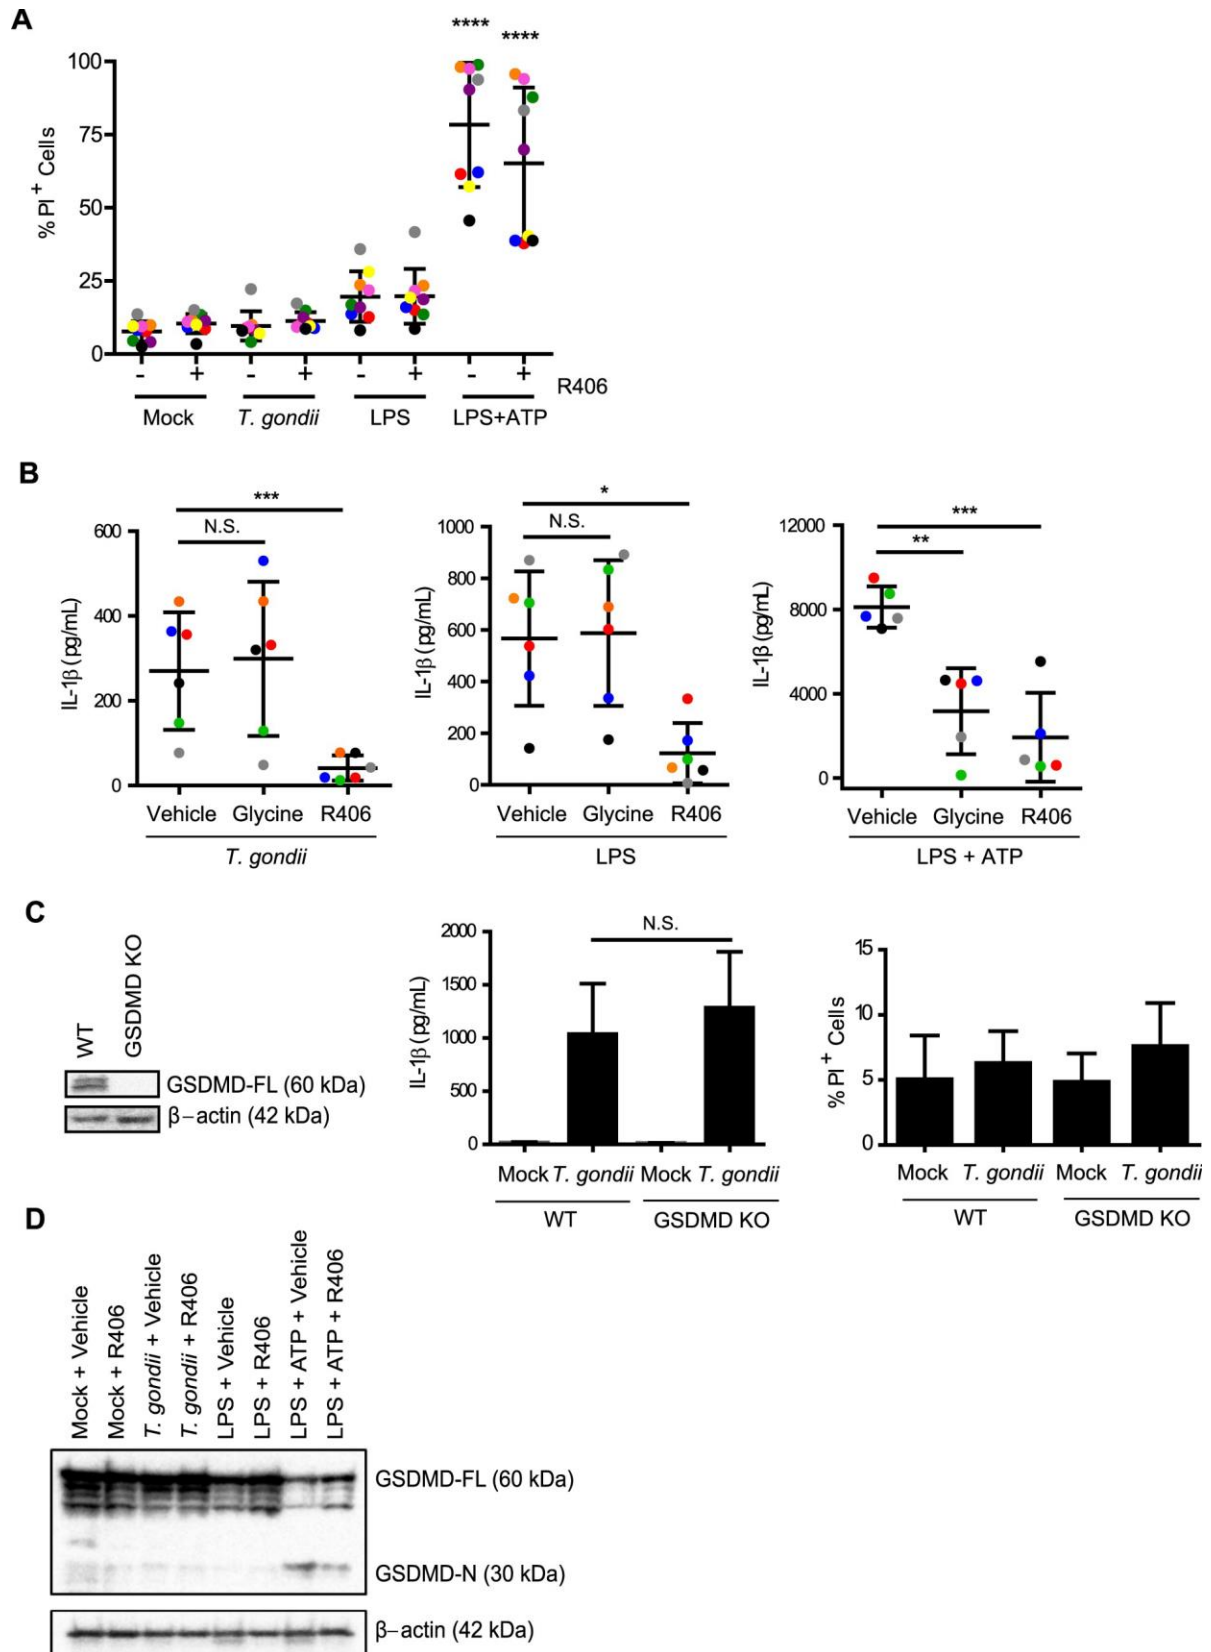 A
****
****
100
75
50
25
0
% PI + Cells
- + - + - + - +
R406
Mock T. gondii LPS LPS+ATP
B
***
N.S.
600
400
200
0
IL-1β (pg/mL)
Vehicle Glycine R406
T. gondii
*
N.S.
1000
800
600
400
200
0
IL-1β (pg/mL)
Vehicle Glycine R406
LPS
***
**
12000
8000
4000
0
IL-1β (pg/mL)
Vehicle Glycine R406
LPS + ATP
C
WT
GSDMD KO
GSDMD-FL (60 kDa)
β-actin (42 kDa)
N.S.
2000
1500
1000
500
0
IL-1β (pg/mL)
Mock T. gondii Mock T. gondii
WT GSDMD KO
15
10
5
0
% PI + Cells
Mock T. gondii Mock T. gondii
WT GSDMD KO
D
Mock + Vehicle
Mock + R406
T. gondii + Vehicle
T. gondii + R406
LPS + Vehicle
LPS + R406
LPS + ATP + Vehicle
LPS + ATP + R406
GSDMD-FL (60 kDa)
GSDMD-N (30 kDa)
β-actin (42 kDa)